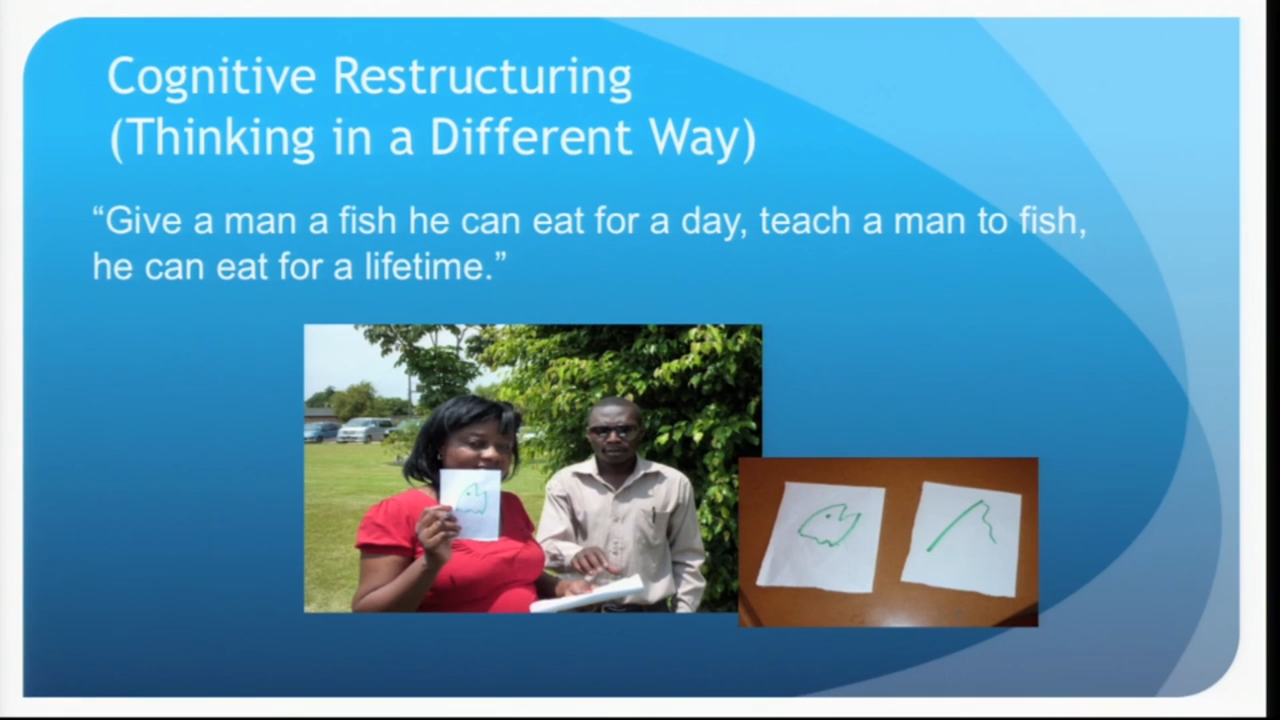 Cognitive Restructuring
(Thinking in a Different Way)
“Give a man a fish he can eat for a day, teach a man to fish,
he can eat for a lifetime.”